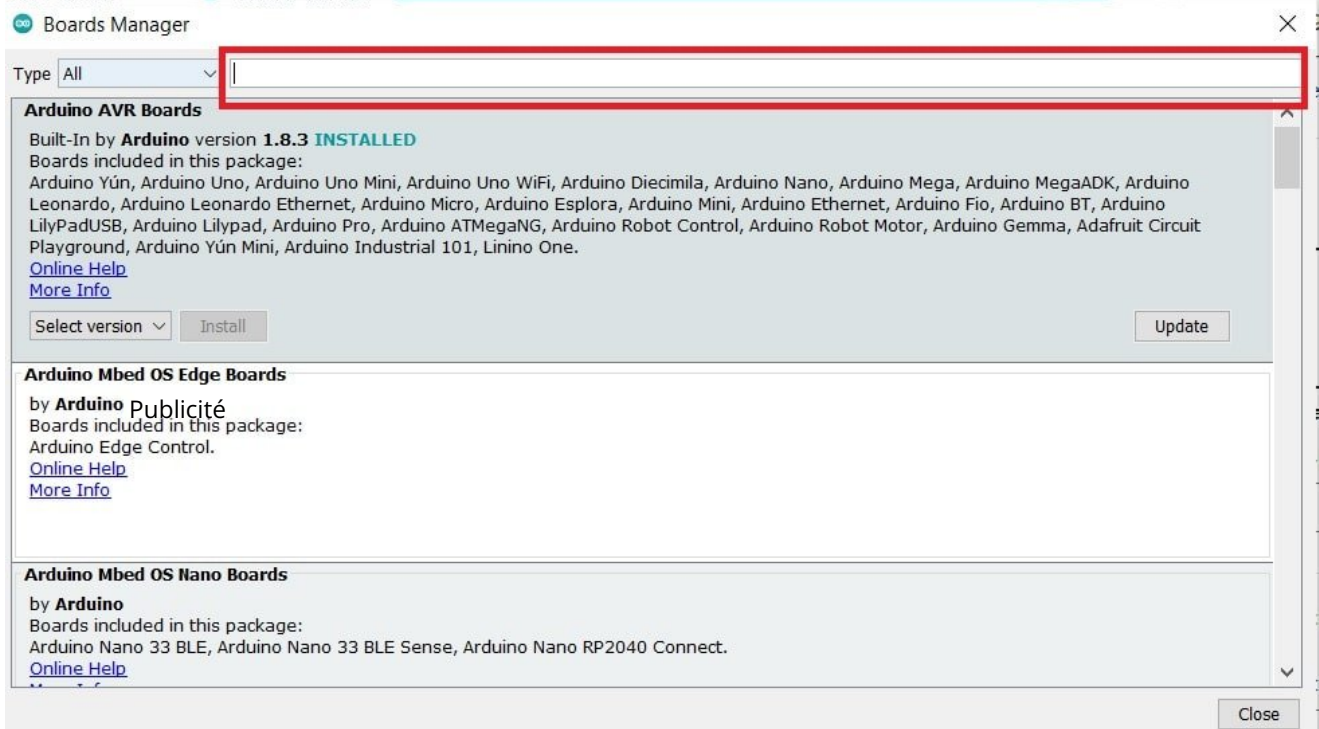 Boards Manager
Type All
Arduino AVR Boards
Built-In by Arduino version 1.8.3 INSTALLED
Boards included in this package:
Arduino Yún, Arduino Uno, Arduino Uno Mini, Arduino Uno WiFi, Arduino Diecimila, Arduino Nano, Arduino Mega, Arduino MegaADK, Arduino
Leonardo, Arduino Leonardo Ethernet, Arduino Micro, Arduino Esplora, Arduino Mini, Arduino Ethernet, Arduino Fio, Arduino BT, Arduino
LilyPadUSB, Arduino Lilypad, Arduino Pro, Arduino ATMegaNG, Arduino Robot Control, Arduino Robot Motor, Arduino Gemma, Adafruit Circuit
Playground, Arduino Yún Mini, Arduino Industrial 101, Linino One.
Online Help
More Info
Select version Install Update
Arduino Mbed OS Edge Boards
by Arduino Publicité
Boards included in this package:
Arduino Edge Control.
Online Help
More Info
Arduino Mbed OS Nano Boards
by Arduino
Boards included in this package:
Arduino Nano 33 BLE, Arduino Nano 33 BLE Sense, Arduino Nano RP2040 Connect.
Online Help
Close